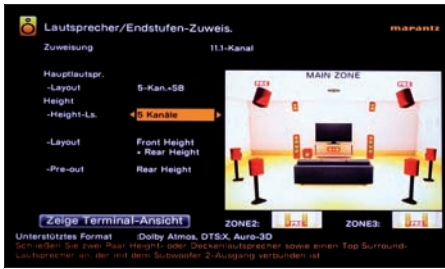 Lautsprecher/Endstufen-Zuweis.
marantz
Zuweisung 11.1-Kanal
Hauptlautspr.
-Layout 5-Kan.+SB
Height
-Height-Ls. 5 Kanäle
-Layout Front Height
+ Rear Height
-Pre-out Rear Height
MAIN ZONE
PRE PRE
Zeige Terminal-Ansicht
ZONE2: ZONE3:
Unterstütztes Format :Dolby Atmos, DTS:X, Auro-3D
Schließen Sie zwei Paar Height- oder Deckenlautsprecher sowie einen Top Surround-
Lautsprecher an, der mit dem Subwoofer 2-Ausgang verbunden ist